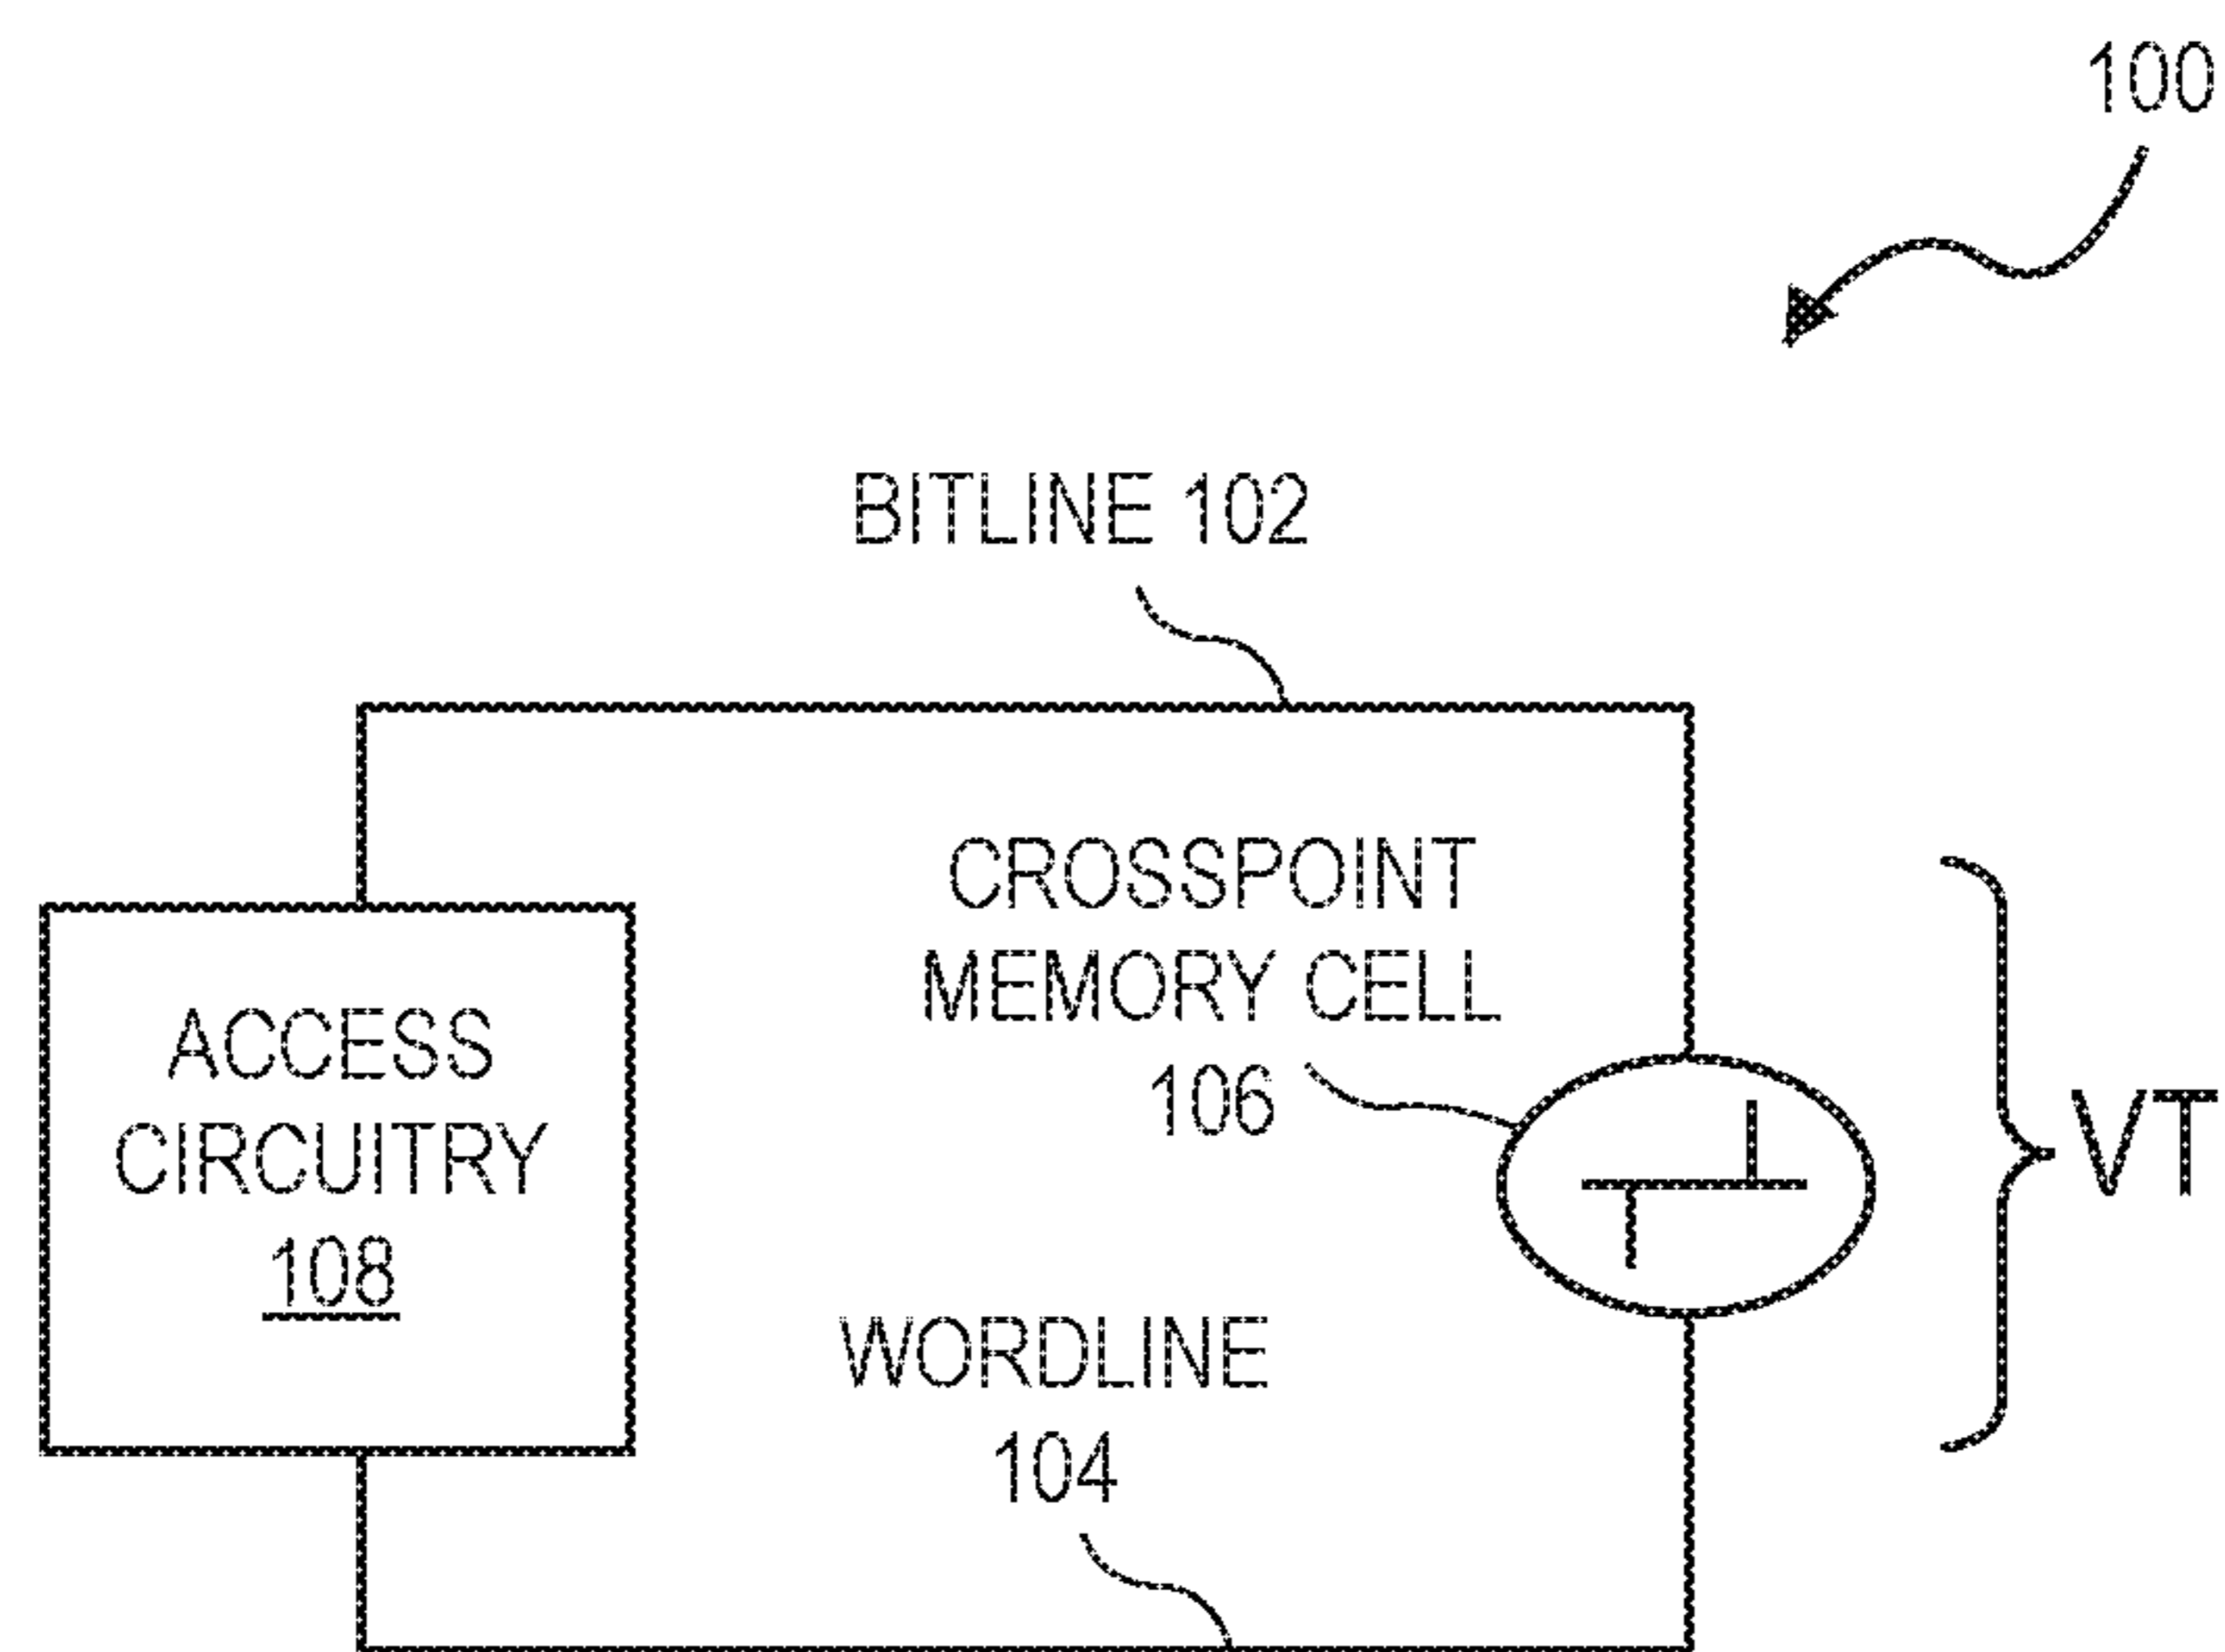 100
BITLINE 102
CROSSPOINT
MEMORY CELL
106
ACCESS
CIRCUITRY
108
VT
WORDLINE
104